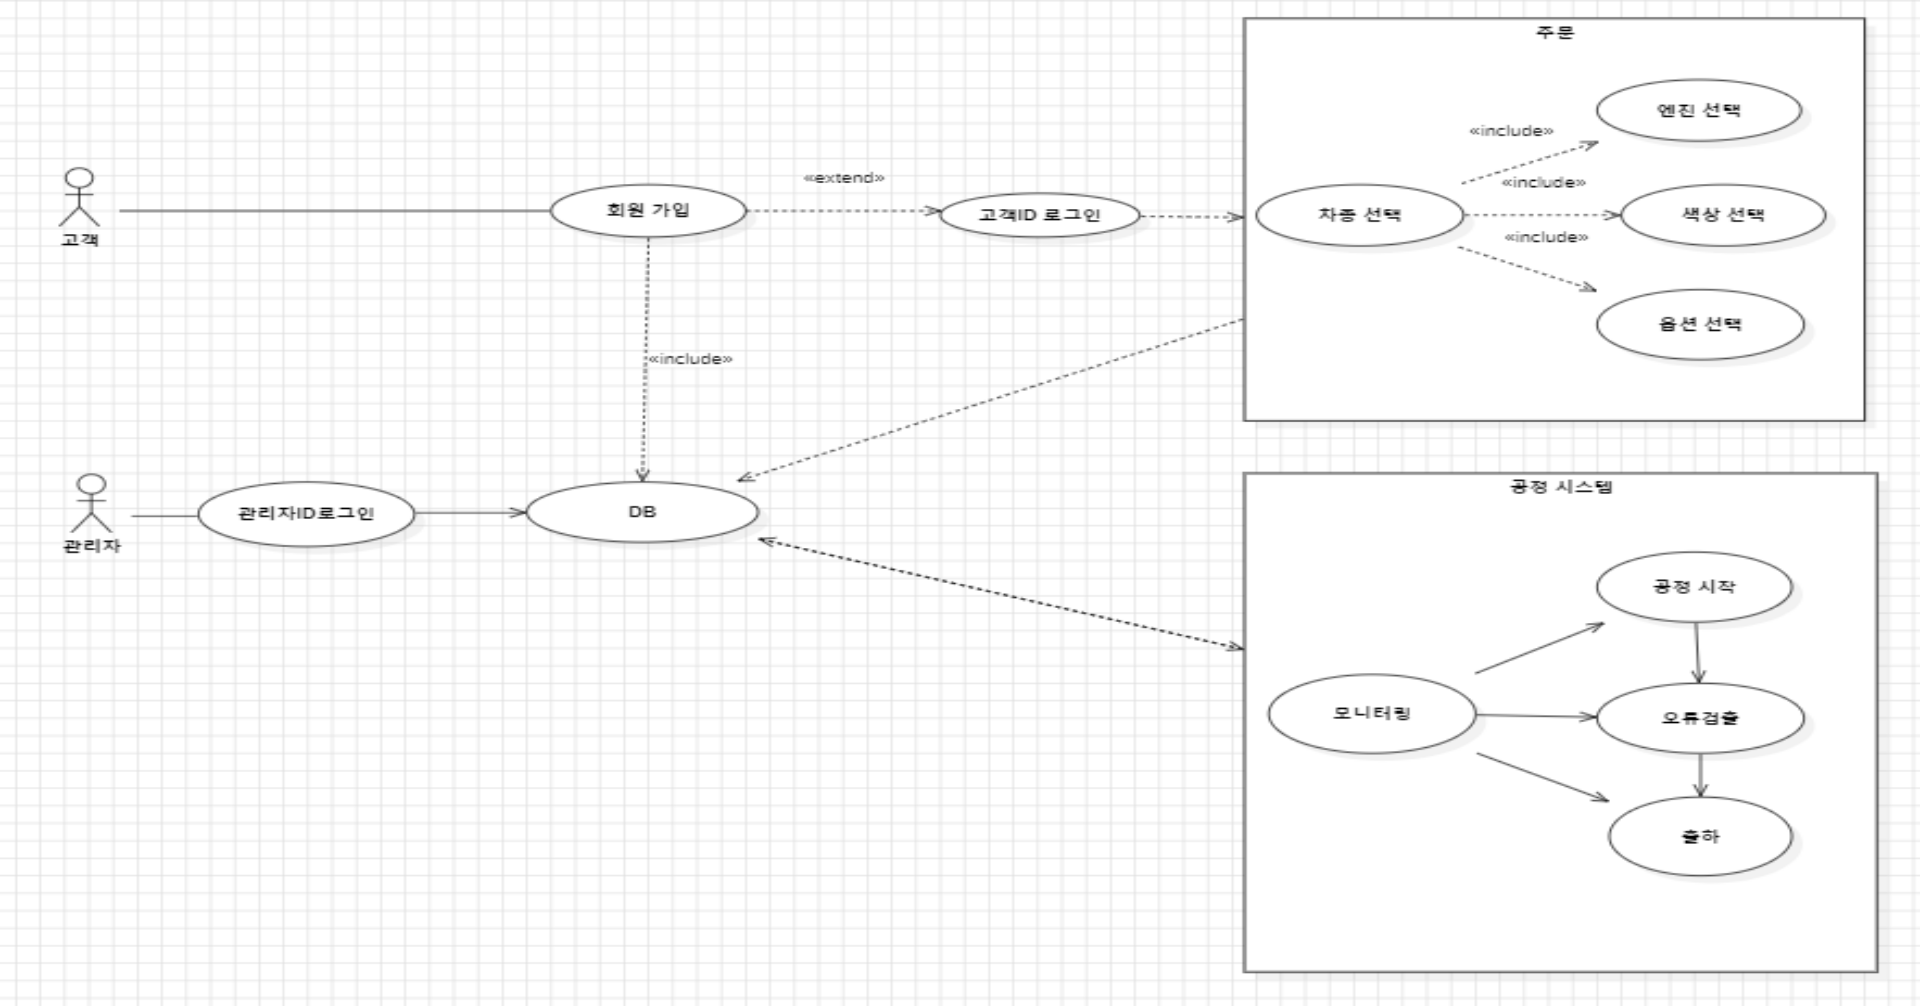 주문
엔진 선택
«include»
«extend»
«include»
회원 가입
고객ID 로그인
차종 선택
색상 선택
고객
«include»
옵션 선택
«include»
공정 시스템
관리자ID로그인
DB
관리자
공정 시작
모니터링
오류검출
출하